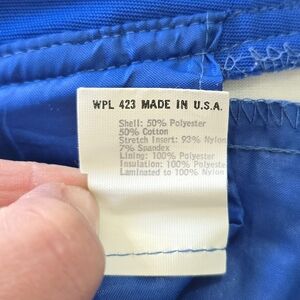 WPL 423 MADE IN U.S.A.
Shell: 50% Polyester
50% Cotton
Stretch Insert: 93% Nylon
7% Spandex
Lining: 100% Polyester
Insulation: 100% Polyester
Laminated to 100% Nylon